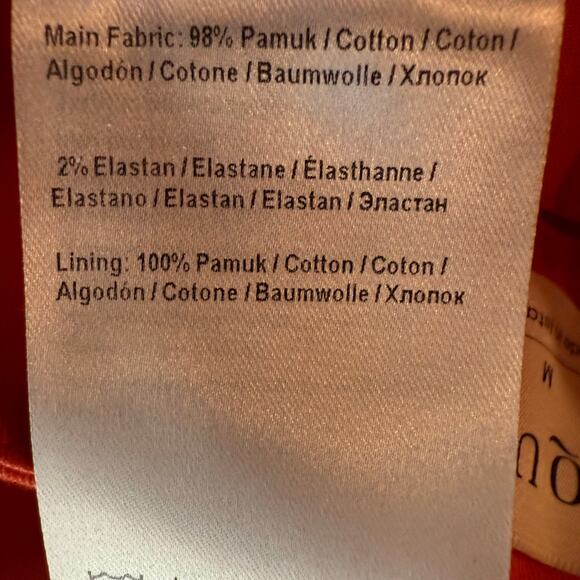 Main Fabric: 98% Pamuk / Cotton / Coton /
Algodón / Cotone / Baumwolle / Хлопок
2% Elastan / Elastane / Élasthanne /
Elastano / Elastan / Elastan / Эластан
Lining: 100% Pamuk / Cotton / Coton /
Algodón / Cotone / Baumwolle / Хлопок
M